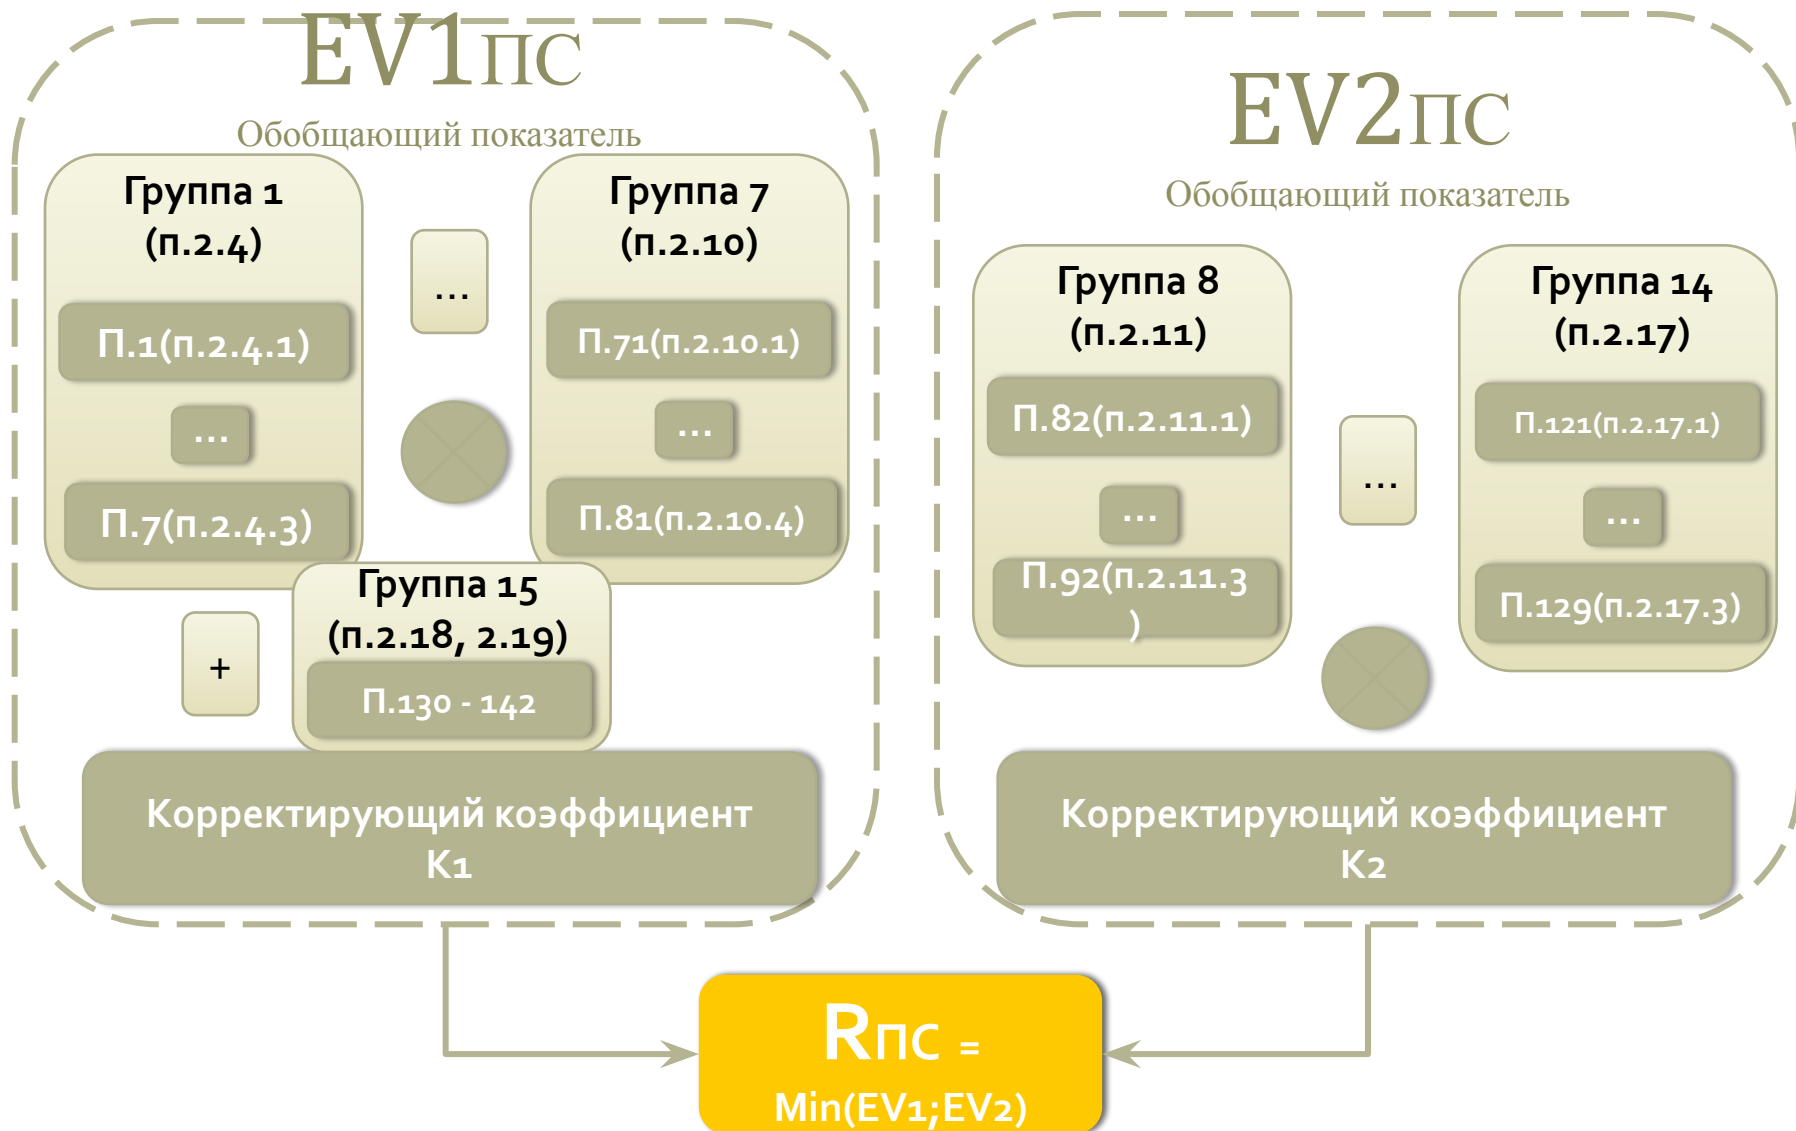 EV1ПС
Обобщающий показатель
Группа 1
(п.2.4)
П.1(п.2.4.1)
...
П.7(п.2.4.3)
...
Группа 7
(п.2.10)
П.71(п.2.10.1)
...
П.81(п.2.10.4)
+
Группа 15
(п.2.18, 2.19)
П.130 - 142
Корректирующий коэффициент
К1
EV2ПС
Обобщающий показатель
Группа 8
(п.2.11)
П.82(п.2.11.1)
...
П.92(п.2.11.3
)
...
Группа 14
(п.2.17)
П.121(п.2.17.1)
...
П.129(п.2.17.3)
Корректирующий коэффициент
К2
RПС =
Min(EV1;EV2)